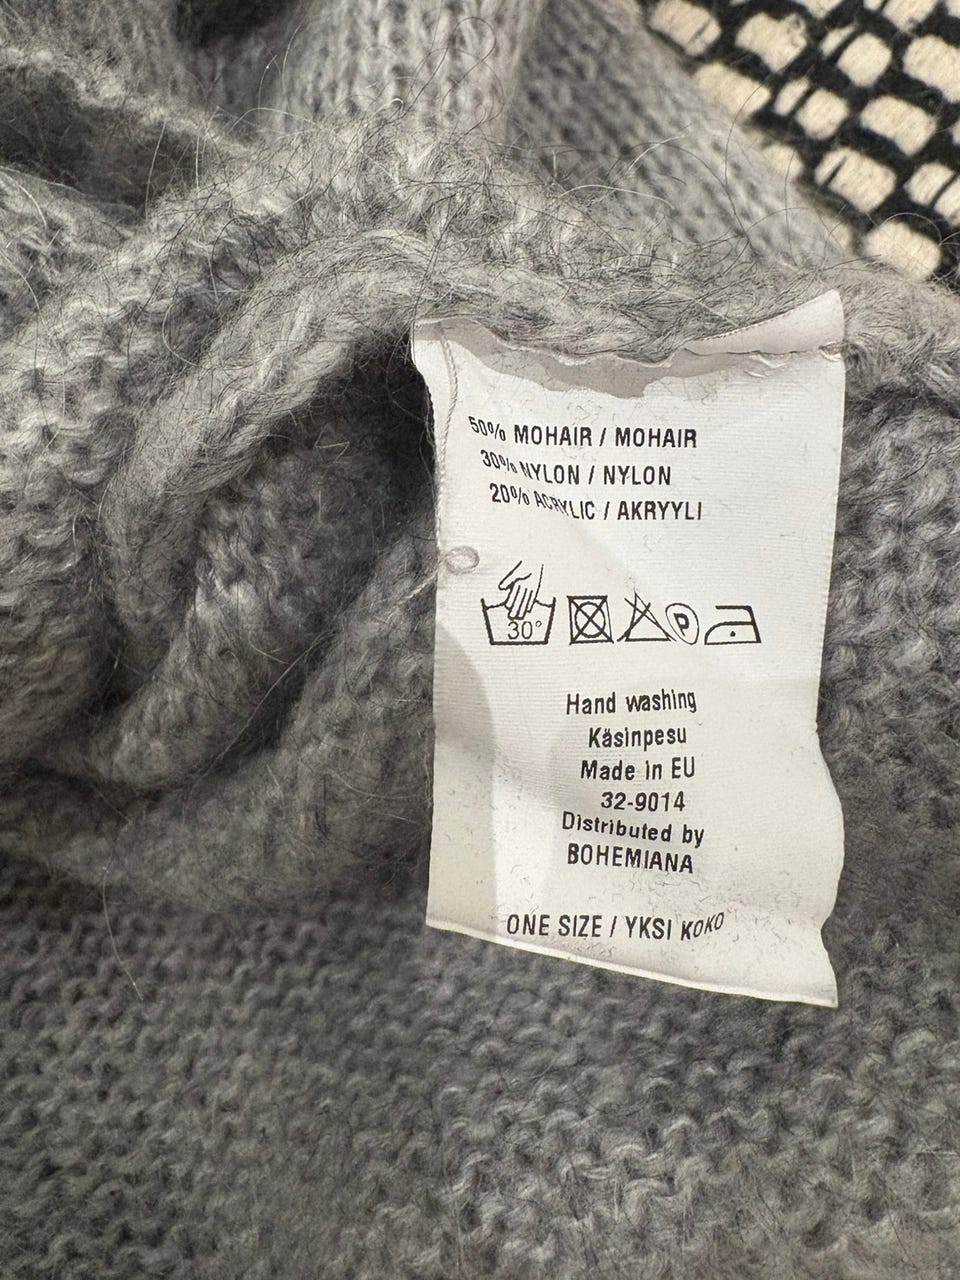 50% MOHAIR / MOHAIR
30% NYLON / NYLON
20% ACRYLIC / AKRYYLI
30°
P
Hand washing
Käsinpesu
Made in EU
32-9014
Distributed by
BOHEMIANA
ONE SIZE / YKSI KOKO